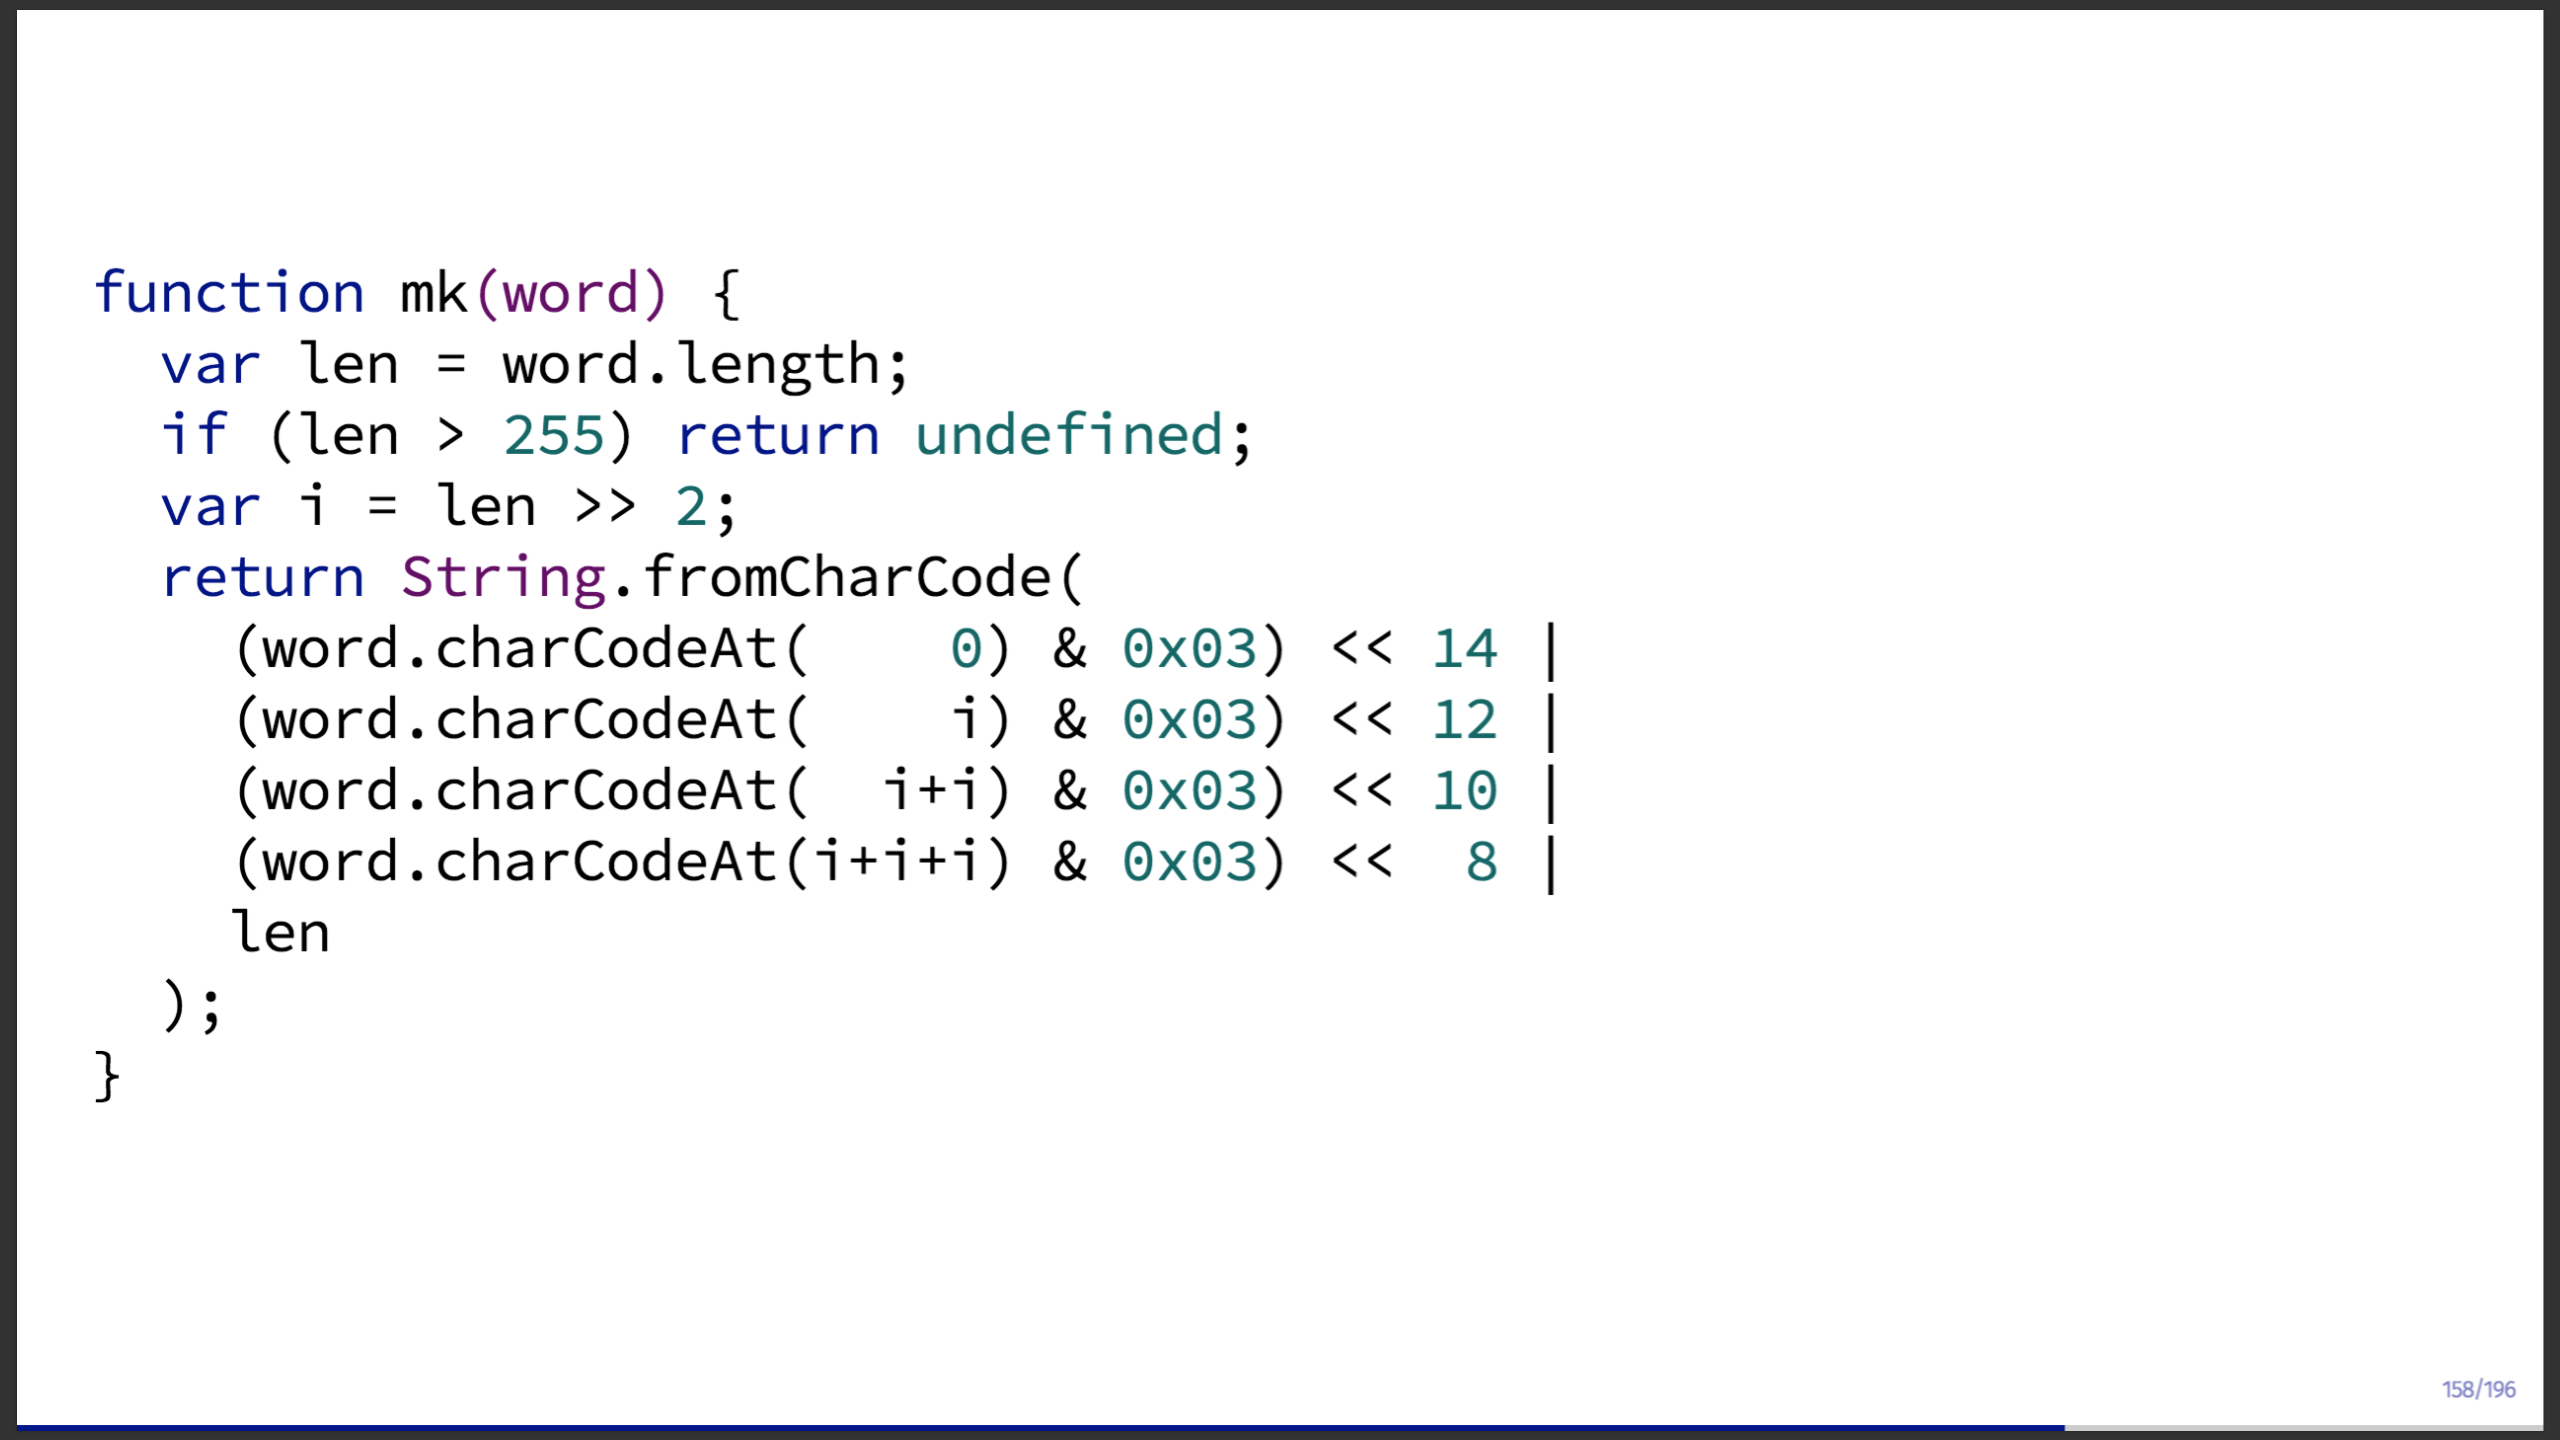 function mk(word) {
  var len = word.length;
  if (len > 255) return undefined;
  var i = len >> 2;
  return String.fromCharCode(
    (word.charCodeAt(    0) & 0x03) << 14 |
    (word.charCodeAt(    i) & 0x03) << 12 |
    (word.charCodeAt(  i+i) & 0x03) << 10 |
    (word.charCodeAt(i+i+i) & 0x03) <<  8 |
    len
  );
}
158/196